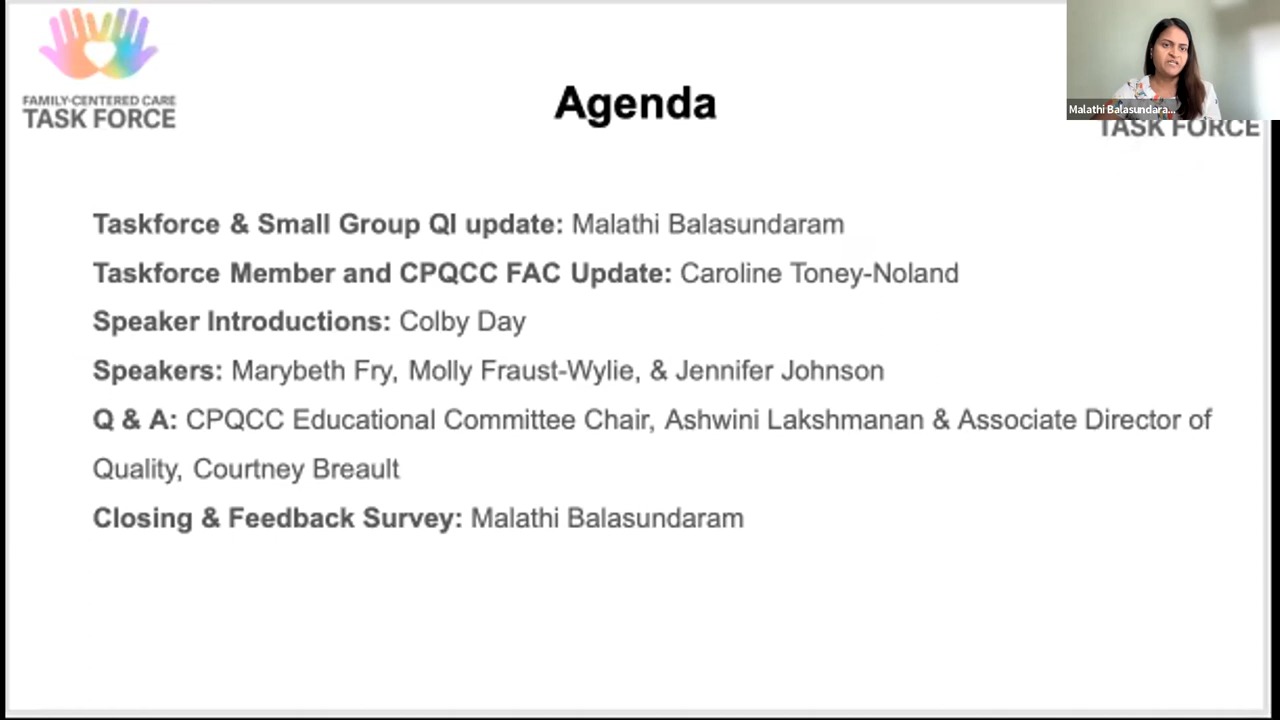 FAMILY-CENTERED CARE
TASK FORCE
Agenda
Malathi Balasundara...
TASK FORCE
Taskforce & Small Group QI update: Malathi Balasundaram
Taskforce Member and CPQCC FAC Update: Caroline Toney-Noland
Speaker Introductions: Colby Day
Speakers: Marybeth Fry, Molly Fraust-Wylie, & Jennifer Johnson
Q & A: CPQCC Educational Committee Chair, Ashwini Lakshmanan & Associate Director of
Quality, Courtney Breault
Closing & Feedback Survey: Malathi Balasundaram